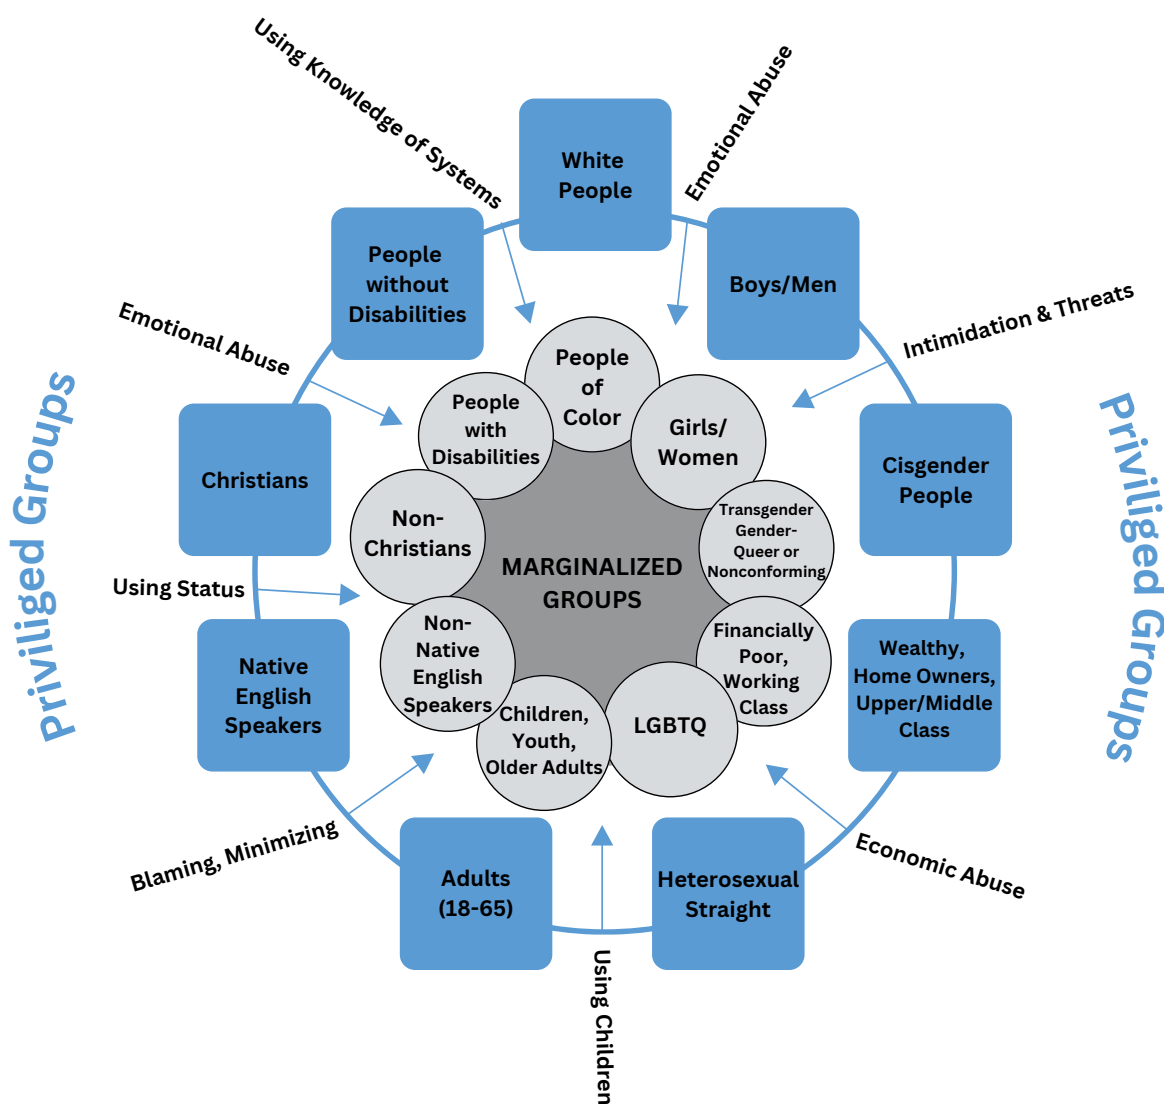 Using Knowledge of Systems
Emotional Abuse
White
People
People
without
Disabilities
Boys/Men
Emotional Abuse
Intimidation & Threats
Priviliged Groups
Priviliged Groups
People
of
Color
People
with
Disabilities
Girls/
Women
Christians
Cisgender
People
Non-
Christians
Transgender
Gender-
Queer or
Nonconforming
MARGINALIZED
GROUPS
Using Status
Non-
Native
English
Speakers
Financially
Poor,
Working
Class
Native
English
Speakers
Wealthy,
Home Owners,
Upper/Middle
Class
Children,
Youth,
Older Adults
LGBTQ
Blaming, Minimizing
Economic Abuse
Adults
(18-65)
Heterosexual
Straight
Using Children